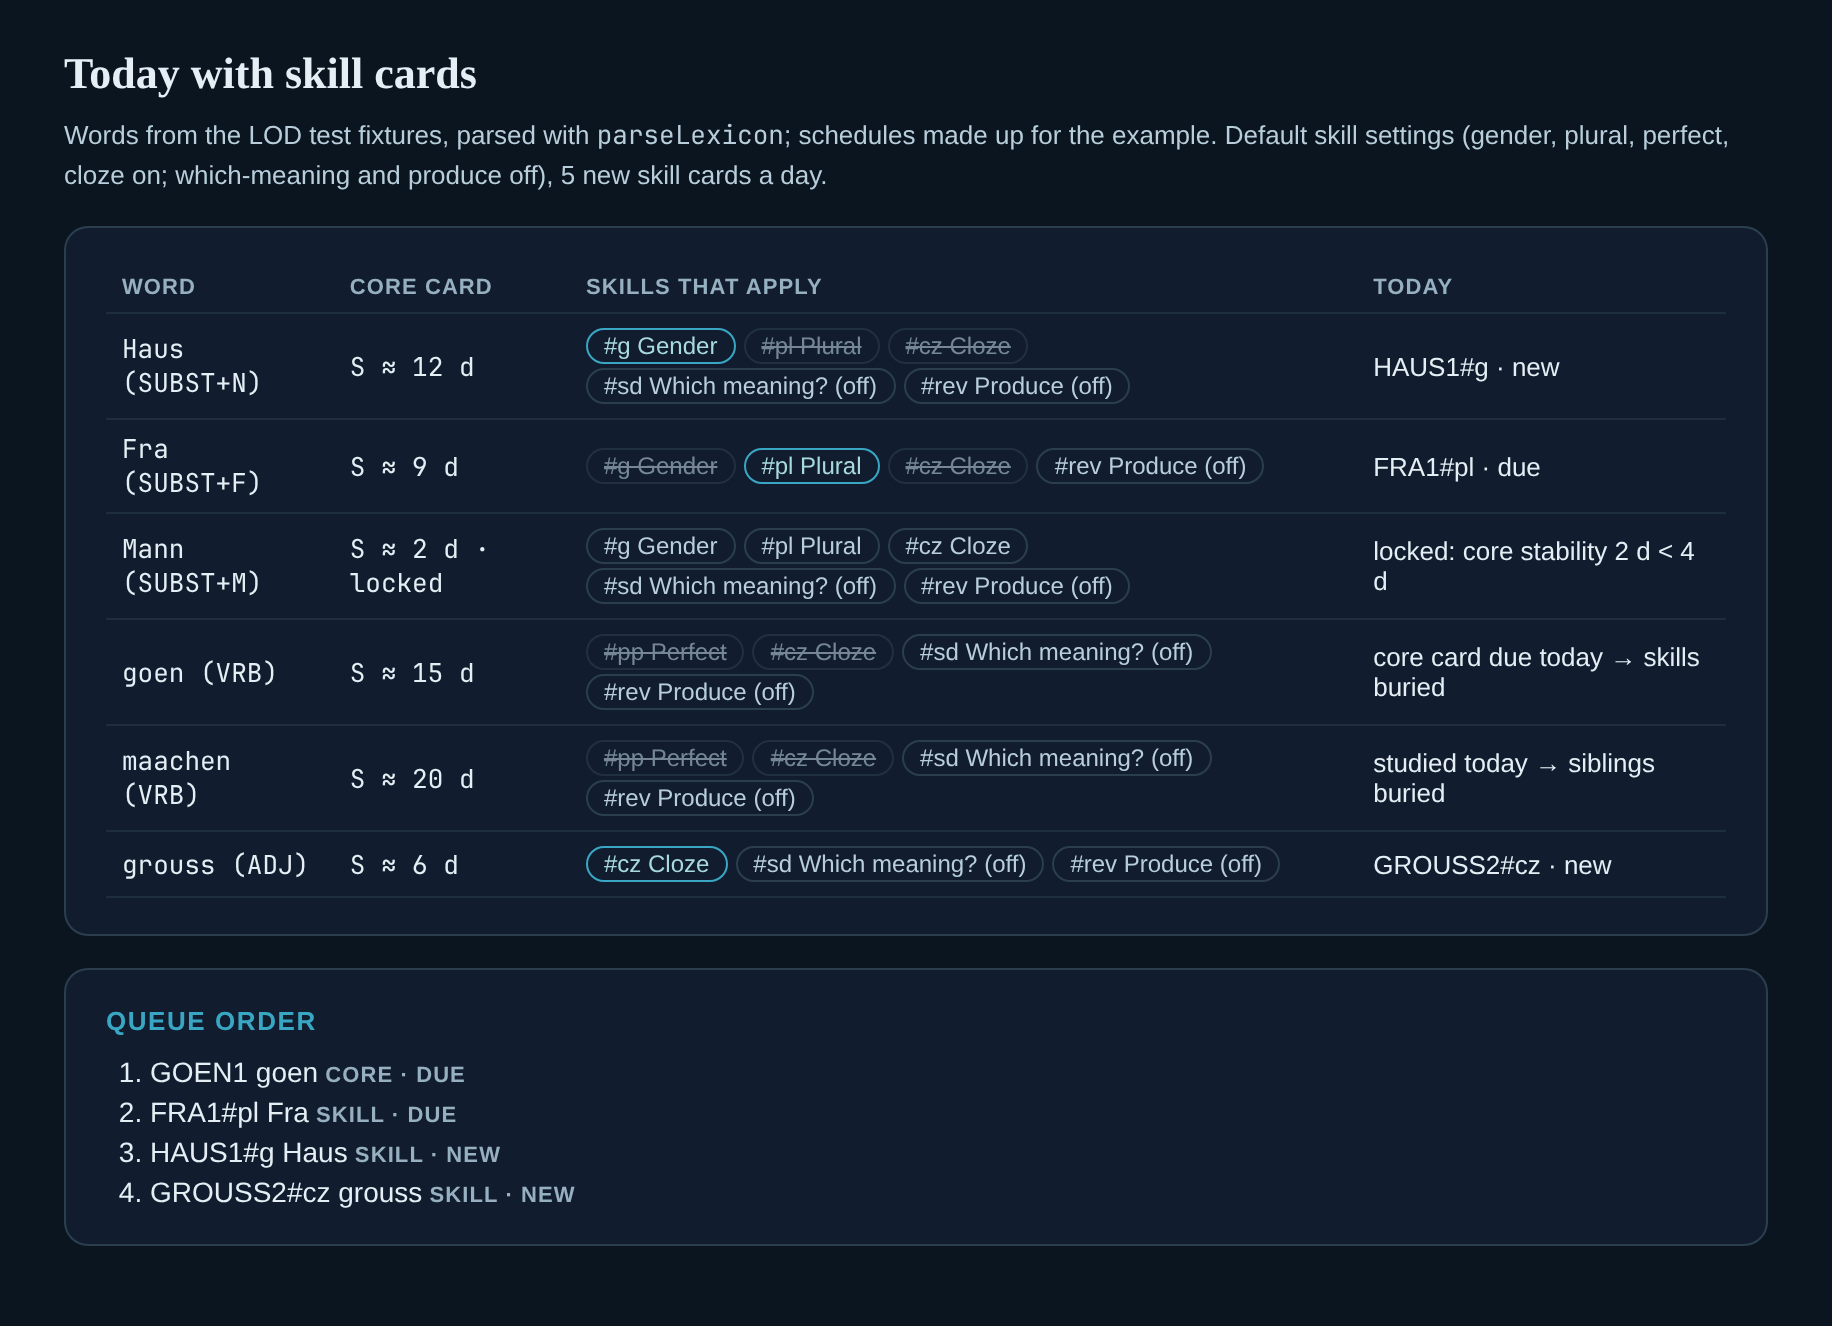 Today with skill cards
Words from the LOD test fixtures, parsed with parseLexicon; schedules made up for the example. Default skill settings (gender, plural, perfect,
cloze on; which-meaning and produce off), 5 new skill cards a day.
WORD CORE CARD SKILLS THAT APPLY TODAY
Haus
(SUBST+N)
S ≈ 12 d
#g Gender #pl Plural #cz Cloze
#sd Which meaning? (off) #rev Produce (off)
HAUS1#g · new
Fra
(SUBST+F)
S ≈ 9 d
#g Gender #pl Plural #cz Cloze #rev Produce (off)
FRA1#pl · due
Mann
(SUBST+M)
S ≈ 2 d ·
locked
#g Gender #pl Plural #cz Cloze
#sd Which meaning? (off) #rev Produce (off)
locked: core stability 2 d < 4
d
goen (VRB)
S ≈ 15 d
#pp Perfect #cz Cloze #sd Which meaning? (off)
#rev Produce (off)
core card due today → skills
buried
maachen
(VRB)
S ≈ 20 d
#pp Perfect #cz Cloze #sd Which meaning? (off)
#rev Produce (off)
studied today → siblings
buried
grouss (ADJ)
S ≈ 6 d
#cz Cloze #sd Which meaning? (off) #rev Produce (off)
GROUSS2#cz · new
QUEUE ORDER
1. GOEN1 goen CORE · DUE
2. FRA1#pl Fra SKILL · DUE
3. HAUS1#g Haus SKILL · NEW
4. GROUSS2#cz grouss SKILL · NEW